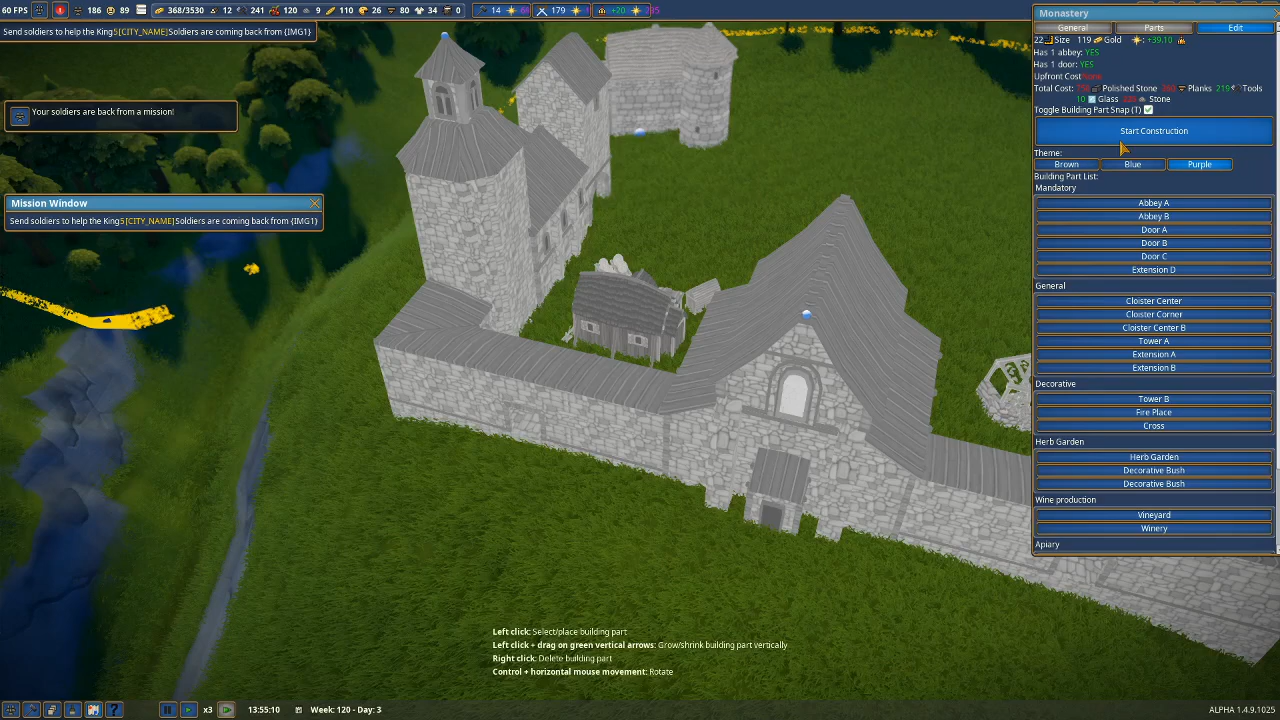 60 FPS 186 89 368/3530 12 241 120 9 110 26 80 34 0 14 179 +20
Send soldiers to help the King5[CITY_NAME]Soldiers are coming back from {IMG1}
Your soldiers are back from a mission!
Mission Window
Send soldiers to help the King5[CITY_NAME]Soldiers are coming back from {IMG1}
Monastery
General Parts Edit
22 Size 119 Gold : +39.10
Has 1 abbey: YES
Has 1 door: YES
Upfront CostNone
Total Cost: Polished Stone Planks 219 Tools
10 Glass Stone
Toggle Building Part Snap (T)
Start Construction
Theme:
Brown Blue Purple
Building Part List:
Mandatory
Abbey A
Abbey B
Door A
Door B
Door C
Extension D
General
Cloister Center
Cloister Corner
Cloister Center B
Tower A
Extension A
Extension B
Decorative
Tower B
Fire Place
Cross
Herb Garden
Herb Garden
Decorative Bush
Decorative Bush
Wine production
Vineyard
Winery
Apiary
Left click: Select/place building part
Left click + drag on green vertical arrows: Grow/shrink building part vertically
Right click: Delete building part
Control + horizontal mouse movement: Rotate
x3 13:55:10 Week: 120 - Day: 3
ALPHA 1.4.9.1025